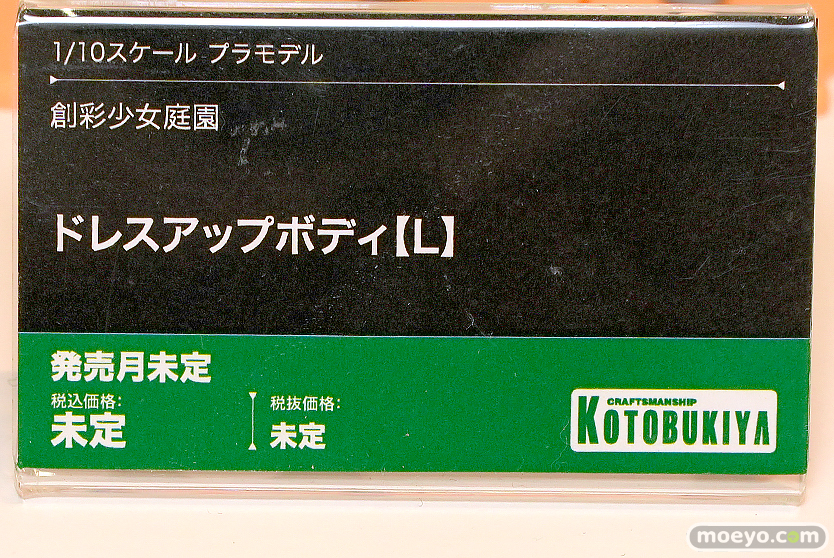 1/10スケール プラモデル
創彩少女庭園
ドレスアップボディ【L】
発売月未定
税込価格:
未定
税抜価格:
未定
CRAFTSMANSHIP
KOTOBUKIYA
moeyo.com